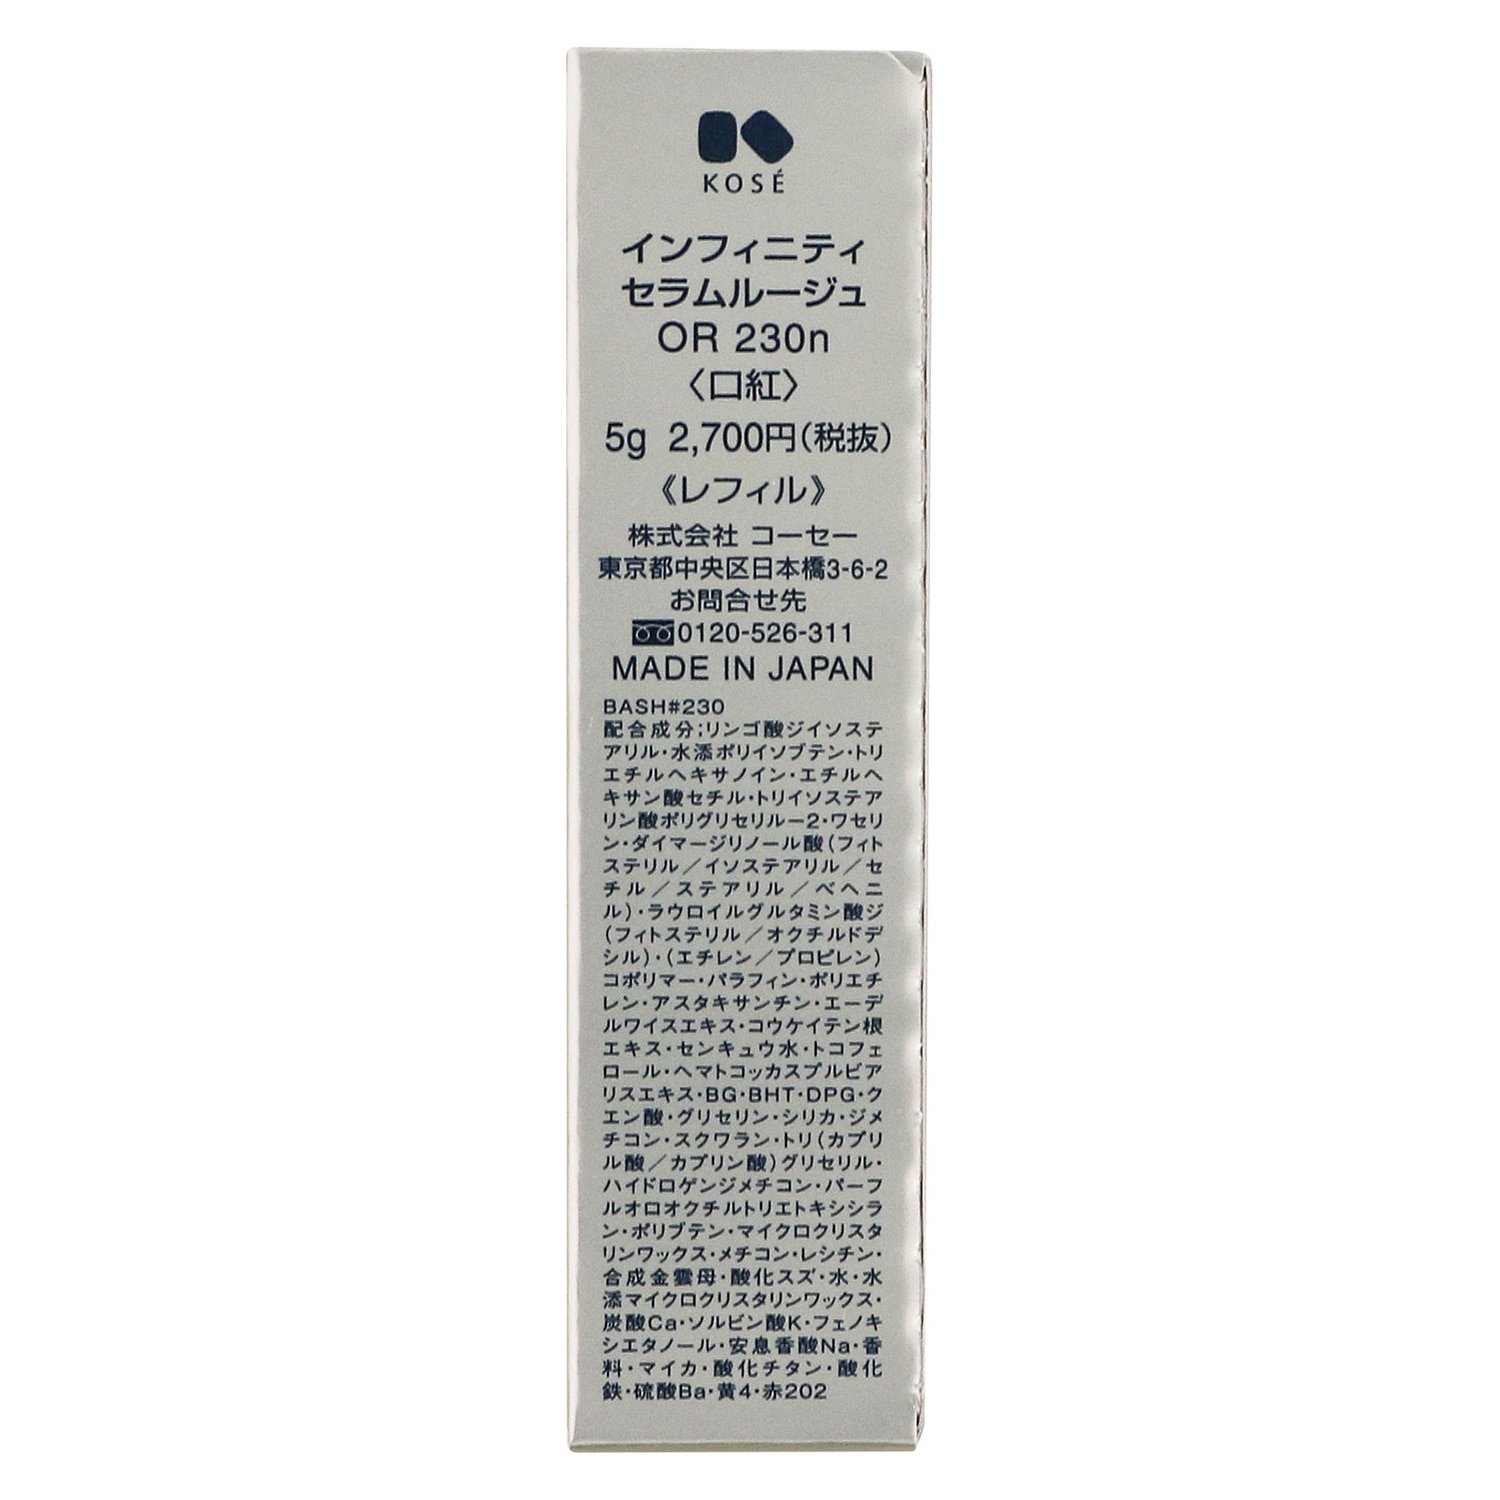 KOSÉ
インフィニティ
セラムルージュ
OR 230n
〈口紅〉
5g 2,700円(税抜)
《レフィル》
株式会社 コーセー
東京都中央区日本橋3-6-2
お問合せ先
0120-526-311
MADE IN JAPAN
BASH#230
配合成分;リンゴ酸ジイソステ
アリル・水添ポリイソブテン・トリ
エチルヘキサノイン・エチルヘ
キサン酸セチル・トリイソステア
リン酸ポリグリセリル−2・ワセリ
ン・ダイマージリノール酸(フィト
ステリル/イソステアリル/セ
チル/ステアリル/ベヘニ
ル)・ラウロイルグルタミン酸ジ
(フィトステリル/オクチルドデ
シル)・(エチレン/プロピレン)
コポリマー・パラフィン・ポリエチ
レン・アスタキサンチン・エーデ
ルワイスエキス・コウケイテン根
エキス・センキュウ水・トコフェ
ロール・ヘマトコッカスプルビア
リスエキス・BG・BHT・DPG・ク
エン酸・グリセリン・シリカ・ジメ
チコン・スクワラン・トリ(カプリ
ル酸/カプリン酸)グリセリル・
ハイドロゲンジメチコン・パーフ
ルオロオクチルトリエトキシシラ
ン・ポリブテン・マイクロクリスタ
リンワックス・メチコン・レシチン・
合成金雲母・酸化スズ・水・水
添マイクロクリスタリンワックス・
炭酸Ca・ソルビン酸K・フェノキ
シエタノール・安息香酸Na・香
料・マイカ・酸化チタン・酸化
鉄・硫酸Ba・黄4・赤202